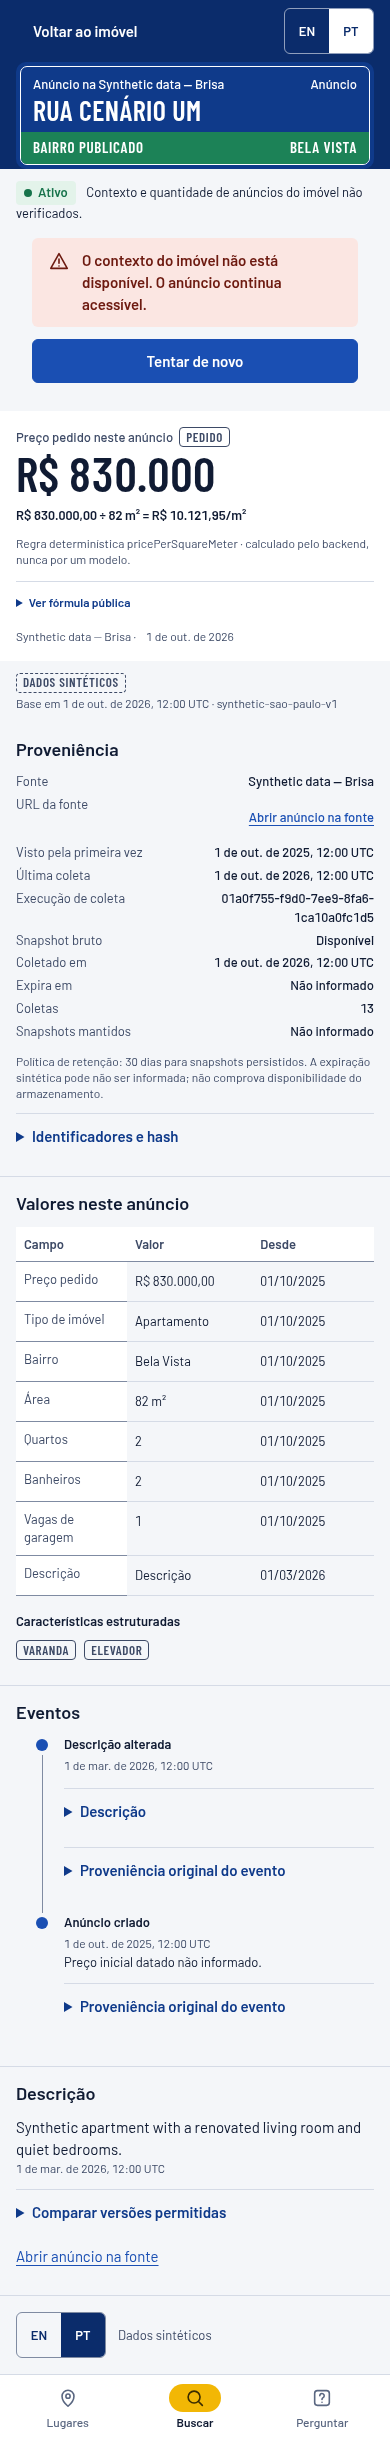 Voltar ao imóvel
EN PT
Anúncio na Synthetic data — Brisa Anúncio
RUA CENÁRIO UM
BAIRRO PUBLICADO BELA VISTA
Ativo Contexto e quantidade de anúncios do imóvel não
verificados.
O contexto do imóvel não está
disponível. O anúncio continua
acessível.
Tentar de novo
Preço pedido neste anúncio PEDIDO
R$ 830.000
R$ 830.000,00 ÷ 82 m² = R$ 10.121,95/m²
Regra determinística pricePerSquareMeter · calculado pelo backend,
nunca por um modelo.
Ver fórmula pública
Synthetic data — Brisa · 1 de out. de 2026
DADOS SINTÉTICOS
Base em 1 de out. de 2026, 12:00 UTC · synthetic-sao-paulo-v1
Proveniência
Fonte Synthetic data — Brisa
URL da fonte
Abrir anúncio na fonte
Visto pela primeira vez 1 de out. de 2025, 12:00 UTC
Última coleta 1 de out. de 2026, 12:00 UTC
Execução de coleta 01a0f755-f9d0-7ee9-8fa6-
1ca10a0fc1d5
Snapshot bruto Disponível
Coletado em 1 de out. de 2026, 12:00 UTC
Expira em Não informado
Coletas 13
Snapshots mantidos Não informado
Política de retenção: 30 dias para snapshots persistidos. A expiração
sintética pode não ser informada; não comprova disponibilidade do
armazenamento.
Identificadores e hash
Valores neste anúncio
Campo Valor Desde
Preço pedido R$ 830.000,00 01/10/2025
Tipo de imóvel Apartamento 01/10/2025
Bairro Bela Vista 01/10/2025
Área 82 m² 01/10/2025
Quartos 2 01/10/2025
Banheiros 2 01/10/2025
Vagas de
garagem 1 01/10/2025
Descrição Descrição 01/03/2026
Características estruturadas
VARANDA ELEVADOR
Eventos
Descrição alterada
1 de mar. de 2026, 12:00 UTC
Descrição
Proveniência original do evento
Anúncio criado
1 de out. de 2025, 12:00 UTC
Preço inicial datado não informado.
Proveniência original do evento
Descrição
Synthetic apartment with a renovated living room and
quiet bedrooms.
1 de mar. de 2026, 12:00 UTC
Comparar versões permitidas
Abrir anúncio na fonte
EN PT Dados sintéticos
Lugares Buscar Perguntar